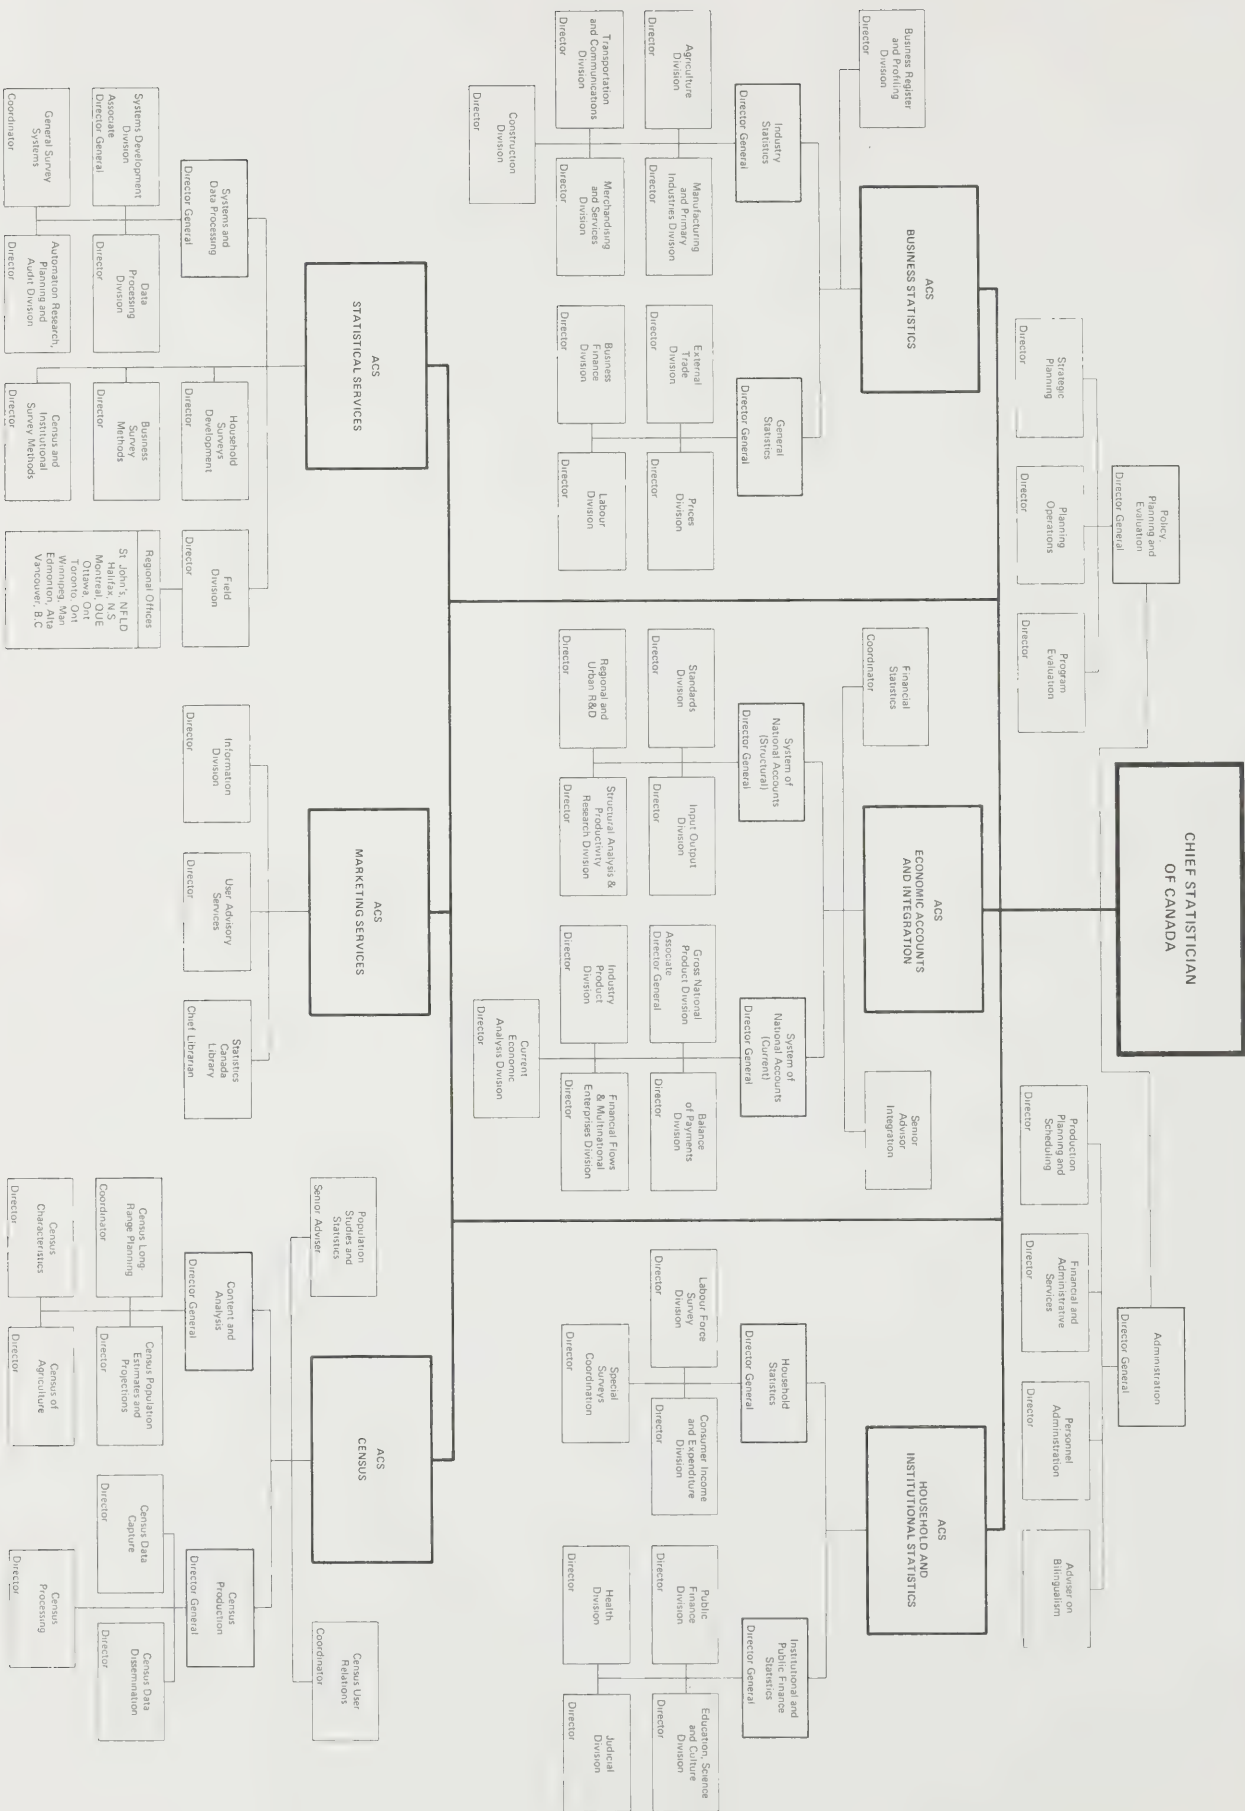 CHIEF STATISTICIAN
OF CANADA
Policy,
Planning and
Evaluation
Director General
Strategic
Planning
Director
Planning
Operations
Director
Program
Evaluation
Director
Administration
Director General
Production
Planning and
Scheduling
Director
Financial and
Administrative
Services
Director
Personnel
Administration
Director
Adviser on
Bilingualism
ACS
BUSINESS STATISTICS
Business Register
and Profiling
Division
Director
Industry
Statistics
Director General
Agriculture
Division
Director
Manufacturing
and Primary
Industries Division
Director
Transportation
and Communications
Division
Director
Merchandising
and Services
Division
Director
Construction
Division
Director
General
Statistics
Director General
External
Trade
Division
Director
Prices
Division
Director
Business
Finance
Division
Director
Labour
Division
Director
ACS
ECONOMIC ACCOUNTS
AND INTEGRATION
Financial
Statistics
Coordinator
Senior
Advisor
Integration
System of
National Accounts
(Structural)
Director General
Standards
Division
Director
Input Output
Division
Director
Regional and
Urban R&D
Director
Structural Analysis &
Productivity
Research Division
Director
System of
National Accounts
(Current)
Director General
Gross National
Product Division
Associate
Director General
Balance
of Payments
Division
Director
Industry
Product
Division
Director
Financial Flows
& Multinational
Enterprises Division
Director
Current
Economic
Analysis Division
Director
ACS
HOUSEHOLD AND
INSTITUTIONAL STATISTICS
Household
Statistics
Director General
Labour Force
Survey
Division
Director
Consumer Income
and Expenditure
Division
Director
Special
Surveys
Coordination
Director
Institutional and
Public Finance
Statistics
Director General
Public
Finance
Division
Director
Education, Science
and Culture
Division
Director
Health
Division
Director
Judicial
Division
Director
ACS
STATISTICAL SERVICES
Systems and
Data Processing
Director General
Systems Development
Division
Associate
Director General
Data
Processing
Division
Director
General Survey
Systems
Coordinator
Automation Research,
Planning and
Audit Division
Director
Household
Surveys
Development
Director
Business
Survey
Methods
Director
Census and
Institutional
Survey Methods
Director
Field
Division
Director
Regional Offices
St John's, NFLD
Halifax, N.S
Montreal, QUE
Ottawa, Ont
Toronto, Ont
Winnipeg, Man
Edmonton, Alta
Vancouver, B.C
ACS
MARKETING SERVICES
Information
Division
Director
User Advisory
Services
Director
Statistics
Canada
Library
Chief Librarian
ACS
CENSUS
Population
Studies and
Statistics
Senior Adviser
Census User
Relations
Coordinator
Content and
Analysis
Director General
Census Long-
Range Planning
Coordinator
Census Population
Estimates and
Projections
Director
Census
Characteristics
Director
Census of
Agriculture
Director
Census
Production
Director General
Census Data
Capture
Director
Census Data
Dissemination
Director
Census
Processing
Director